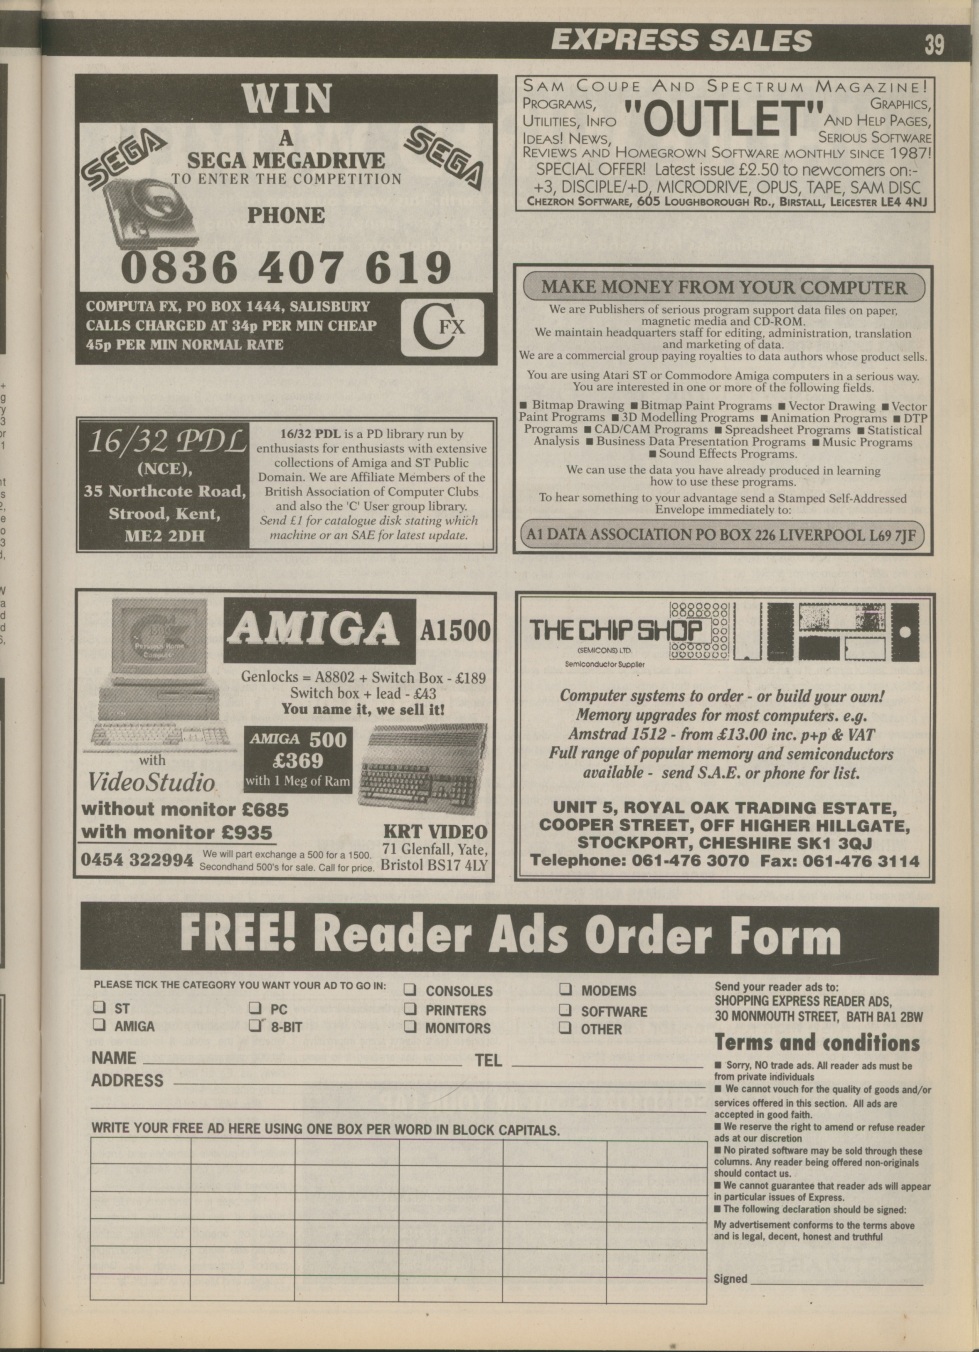 EXPRESS SALES
39
WIN
A
SEGA MEGADRIVE
TO ENTER THE COMPETITION
SEGA
SEGA
PHONE
0836 407 619
COMPUTA FX, PO BOX 1444, SALISBURY
CALLS CHARGED AT 34p PER MIN CHEAP
45p PER MIN NORMAL RATE
CFX
SAM COUPE AND SPECTRUM MAGAZINE!
PROGRAMS,
UTILITIES, INFO
IDEAS! NEWS,
"OUTLET"
GRAPHICS,
AND HELP PAGES,
SERIOUS SOFTWARE
REVIEWS AND HOMEGROWN SOFTWARE MONTHLY SINCE 1987!
SPECIAL OFFER! Latest issue £2.50 to newcomers on:-
+3, DISCIPLE/+D, MICRODRIVE, OPUS, TAPE, SAM DISC
CHEZRON SOFTWARE, 605 LOUGHBOROUGH RD., BIRSTALL, LEICESTER LE4 4NJ
MAKE MONEY FROM YOUR COMPUTER
We are Publishers of serious program support data files on paper,
magnetic media and CD-ROM.
We maintain headquarters staff for editing, administration, translation
and marketing of data.
We are a commercial group paying royalties to data authors whose product sells.
You are using Atari ST or Commodore Amiga computers in a serious way.
You are interested in one or more of the following fields.
■ Bitmap Drawing ■ Bitmap Paint Programs ■ Vector Drawing ■ Vector
Paint Programs ■ 3D Modelling Programs ■ Animation Programs ■ DTP
Programs ■ CAD/CAM Programs ■ Spreadsheet Programs ■ Statistical
Analysis ■ Business Data Presentation Programs ■ Music Programs
■ Sound Effects Programs.
We can use the data you have already produced in learning
how to use these programs.
To hear something to your advantage send a Stamped Self-Addressed
Envelope immediately to:
A1 DATA ASSOCIATION PO BOX 226 LIVERPOOL L69 7JF
16/32 PDL
(NCE),
35 Northcote Road,
Strood, Kent,
ME2 2DH
16/32 PDL is a PD library run by
enthusiasts for enthusiasts with extensive
collections of Amiga and ST Public
Domain. We are Affiliate Members of the
British Association of Computer Clubs
and also the 'C' User group library.
Send £1 for catalogue disk stating which
machine or an SAE for latest update.
AMIGA A1500
Genlocks = A8802 + Switch Box - £189
Switch box + lead - £43
You name it, we sell it!
AMIGA 500
£369
with 1 Meg of Ram
with
VideoStudio
without monitor £685
with monitor £935
0454 322994
We will part exchange a 500 for a 1500.
Secondhand 500's for sale. Call for price.
KRT VIDEO
71 Glenfall, Yate,
Bristol BS17 4LY
THE CHIP SHOP
(SEMICONS) LTD.
Semiconductor Supplier
Computer systems to order - or build your own!
Memory upgrades for most computers. e.g.
Amstrad 1512 - from £13.00 inc. p+p & VAT
Full range of popular memory and semiconductors
available - send S.A.E. or phone for list.
UNIT 5, ROYAL OAK TRADING ESTATE,
COOPER STREET, OFF HIGHER HILLGATE,
STOCKPORT, CHESHIRE SK1 3QJ
Telephone: 061-476 3070 Fax: 061-476 3114
FREE! Reader Ads Order Form
PLEASE TICK THE CATEGORY YOU WANT YOUR AD TO GO IN:
❑ ST
❑ AMIGA
❑ PC
❑ 8-BIT
❑ CONSOLES
❑ PRINTERS
❑ MONITORS
❑ MODEMS
❑ SOFTWARE
❑ OTHER
NAME TEL
ADDRESS
WRITE YOUR FREE AD HERE USING ONE BOX PER WORD IN BLOCK CAPITALS.
Send your reader ads to:
SHOPPING EXPRESS READER ADS,
30 MONMOUTH STREET, BATH BA1 2BW
Terms and conditions
■ Sorry, NO trade ads. All reader ads must be
from private individuals
■ We cannot vouch for the quality of goods and/or
services offered in this section. All ads are
accepted in good faith.
■ We reserve the right to amend or refuse reader
ads at our discretion
■ No pirated software may be sold through these
columns. Any reader being offered non-originals
should contact us.
■ We cannot guarantee that reader ads will appear
in particular issues of Express.
■ The following declaration should be signed:
My advertisement conforms to the terms above
and is legal, decent, honest and truthful
Signed